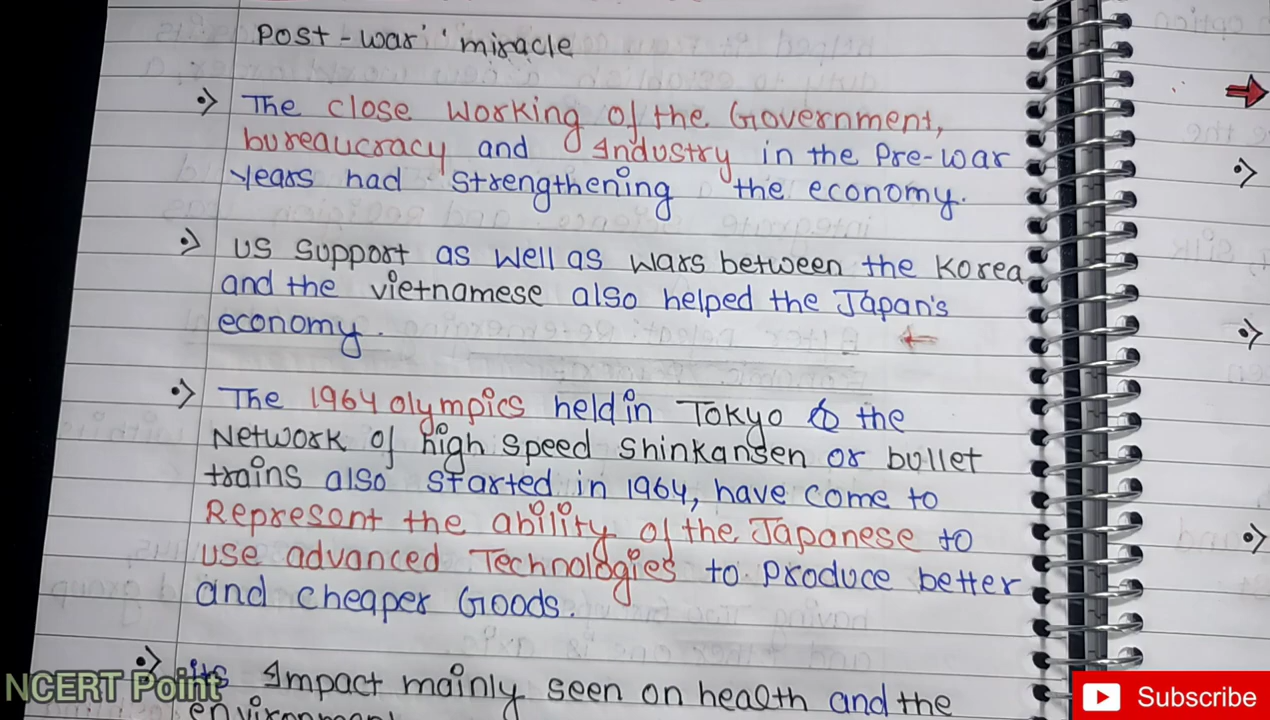 Post-war 'miracle
•> The close working of the Government,
bureaucracy and Industry in the Pre-war
years had strengthening the economy.
•> US Support as well as wars between the Korea
and the vietnamese also helped the Japan's
economy.
•> The 1964 olympics held in Tokyo & the
Network of high speed Shinkansen or bullet
trains also started in 1964, have come to
Represent the ability of the Japanese to
use advanced Technologies to produce better
and cheaper Goods.
•> its Impact mainly seen on health and the
environment
NCERT Point
Subscribe